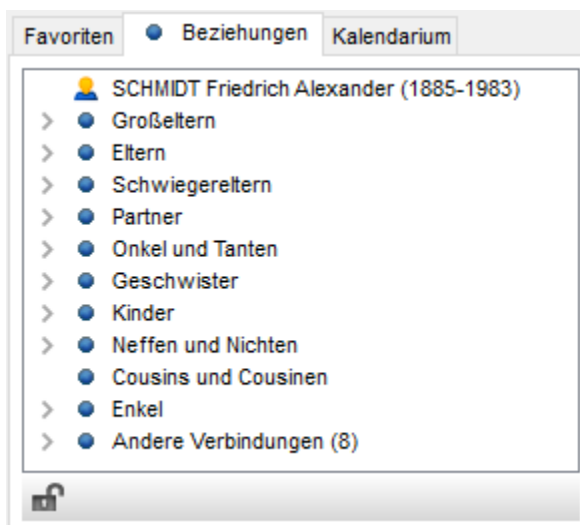 Favoriten Beziehungen Kalendarium
SCHMIDT Friedrich Alexander (1885-1983)
Großeltern
Eltern
Schwiegereltern
Partner
Onkel und Tanten
Geschwister
Kinder
Neffen und Nichten
Cousins und Cousinen
Enkel
Andere Verbindungen (8)